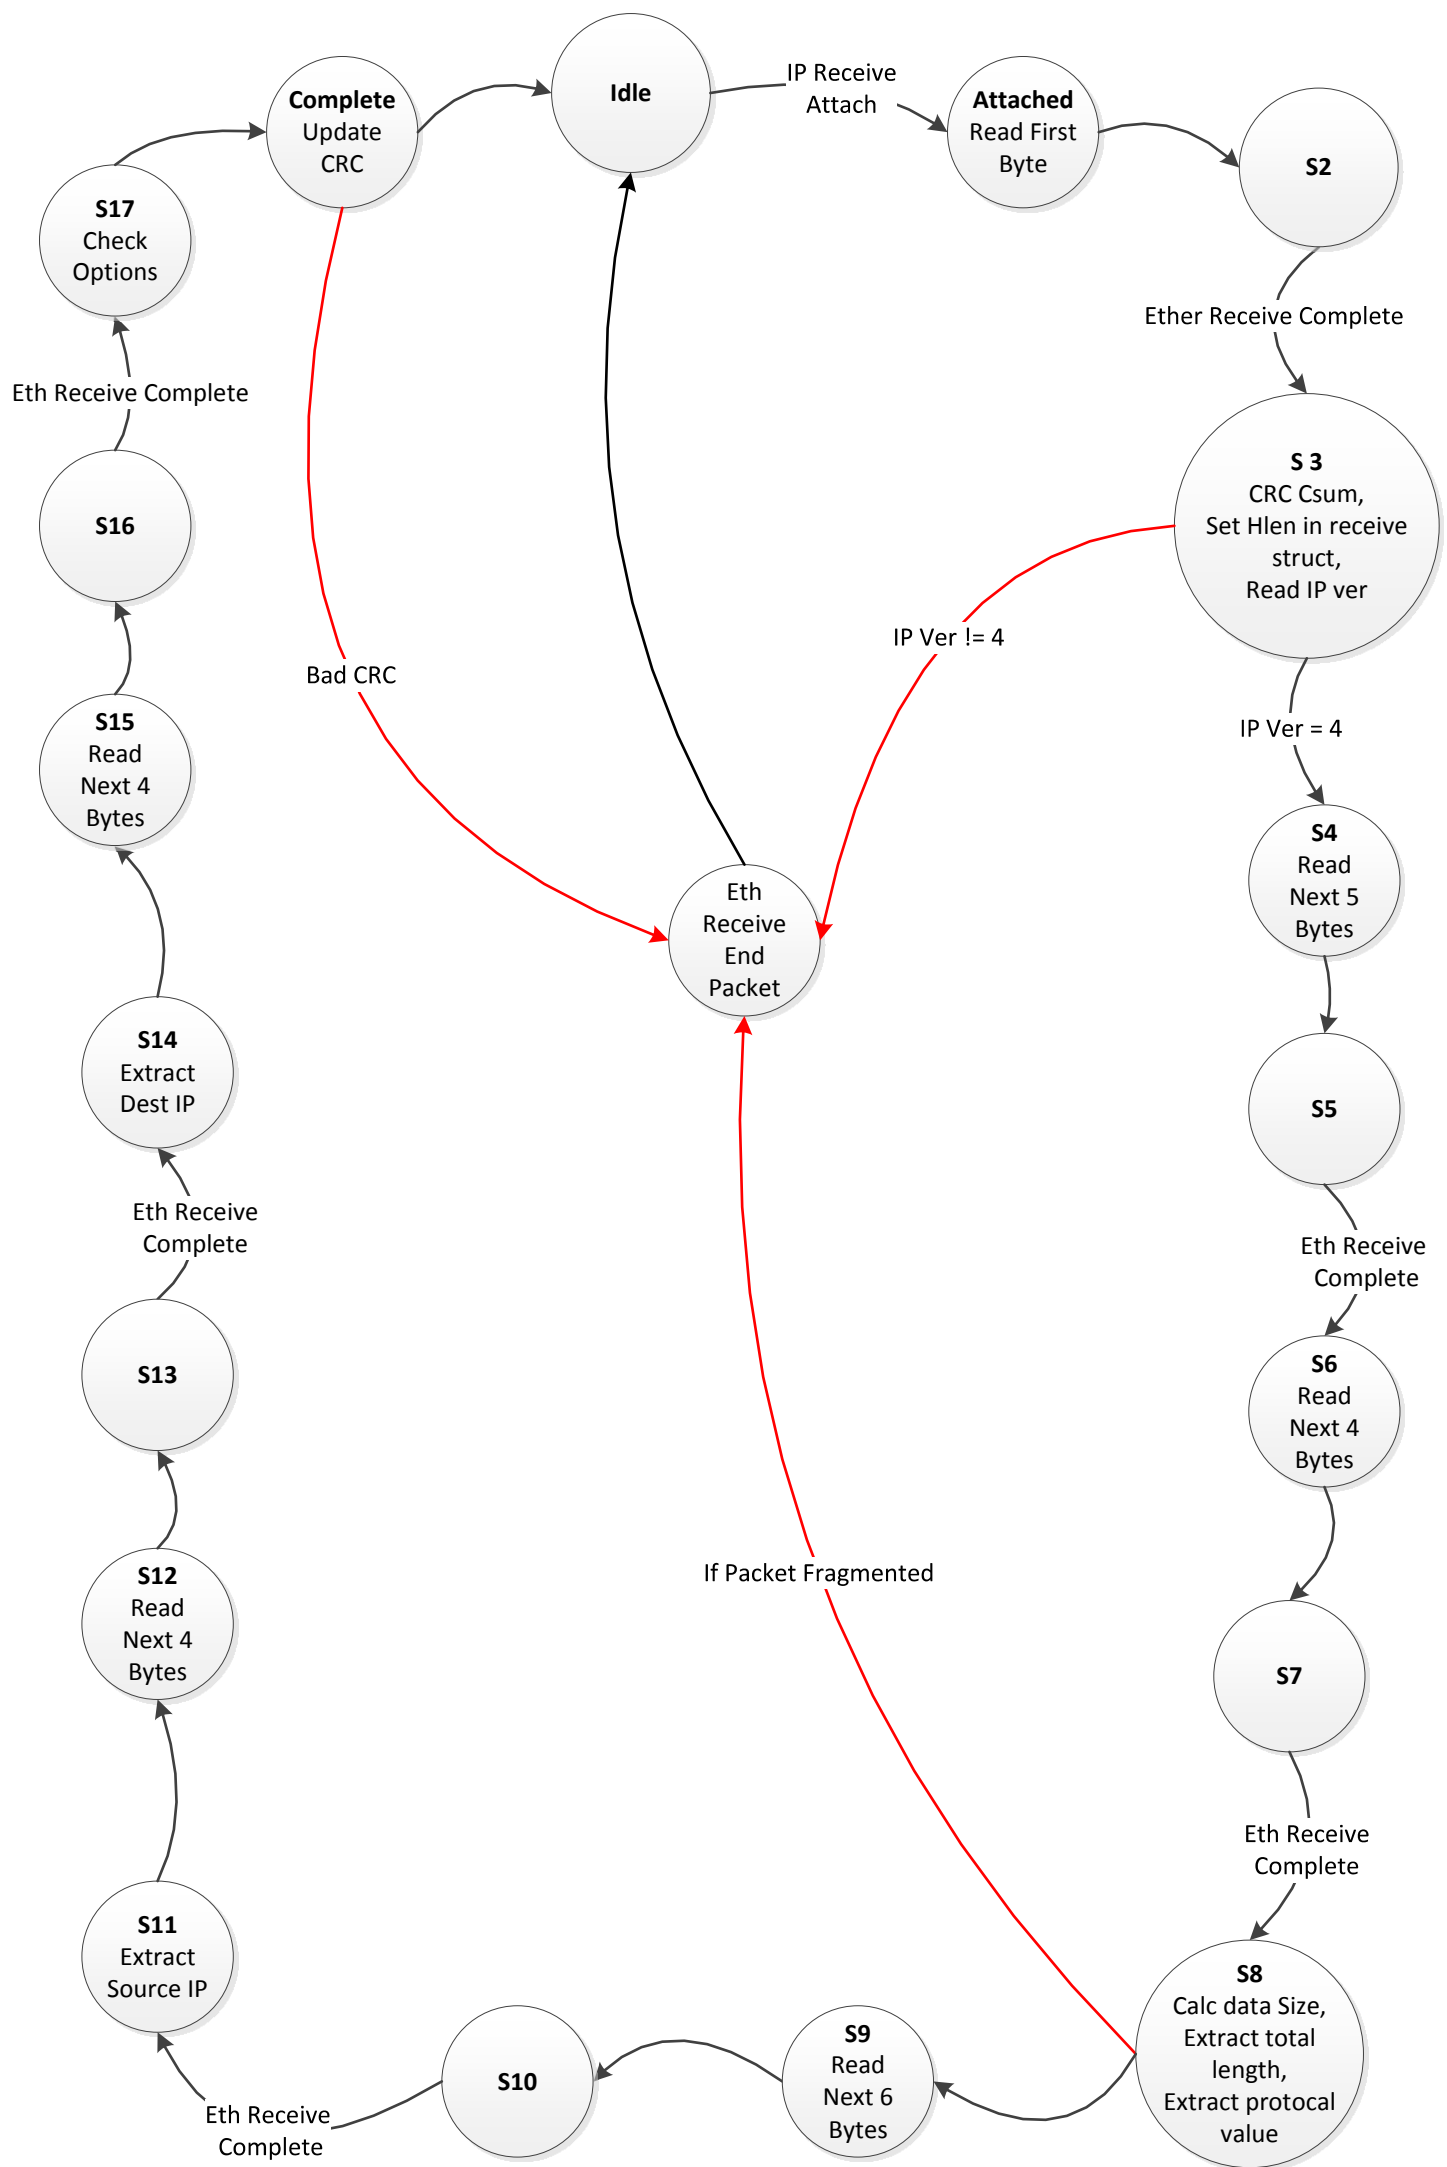 Idle
IP Receive
Attach
Attached
Read First
Byte
S2
Ether Receive Complete
S 3
CRC Csum,
Set Hlen in receive
struct,
Read IP ver
IP Ver != 4
IP Ver = 4
S4
Read
Next 5
Bytes
S5
Eth Receive
Complete
S6
Read
Next 4
Bytes
S7
Eth Receive
Complete
S8
Calc data Size,
Extract total
length,
Extract protocal
value
If Packet Fragmented
S9
Read
Next 6
Bytes
S10
Eth Receive
Complete
S11
Extract
Source IP
S12
Read
Next 4
Bytes
S13
Eth Receive
Complete
S14
Extract
Dest IP
S15
Read
Next 4
Bytes
S16
Eth Receive Complete
S17
Check
Options
Complete
Update
CRC
Bad CRC
Eth
Receive
End
Packet